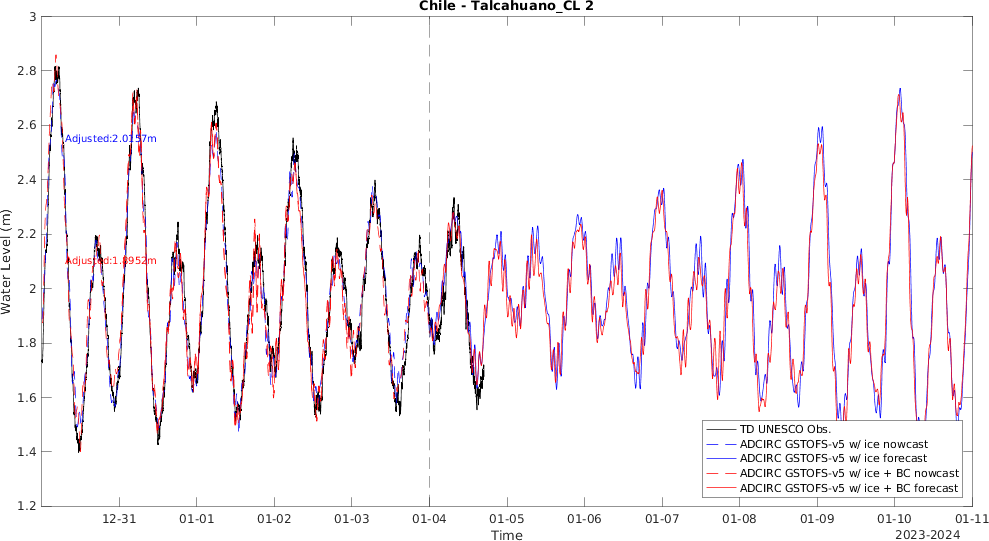 Chile - Talcahuano_CL 2
3
2.8
2.6
2.4
2.2
2
1.8
1.6
1.4
1.2
Water Level (m)
Adjusted:2.0157m
Adjusted:1.8952m
TD UNESCO Obs.
ADCIRC GSTOFS-v5 w/ ice nowcast
ADCIRC GSTOFS-v5 w/ ice forecast
ADCIRC GSTOFS-v5 w/ ice + BC nowcast
ADCIRC GSTOFS-v5 w/ ice + BC forecast
12-31 01-01 01-02 01-03 01-04 01-05 01-06 01-07 01-08 01-09 01-10 01-11
Time
2023-2024